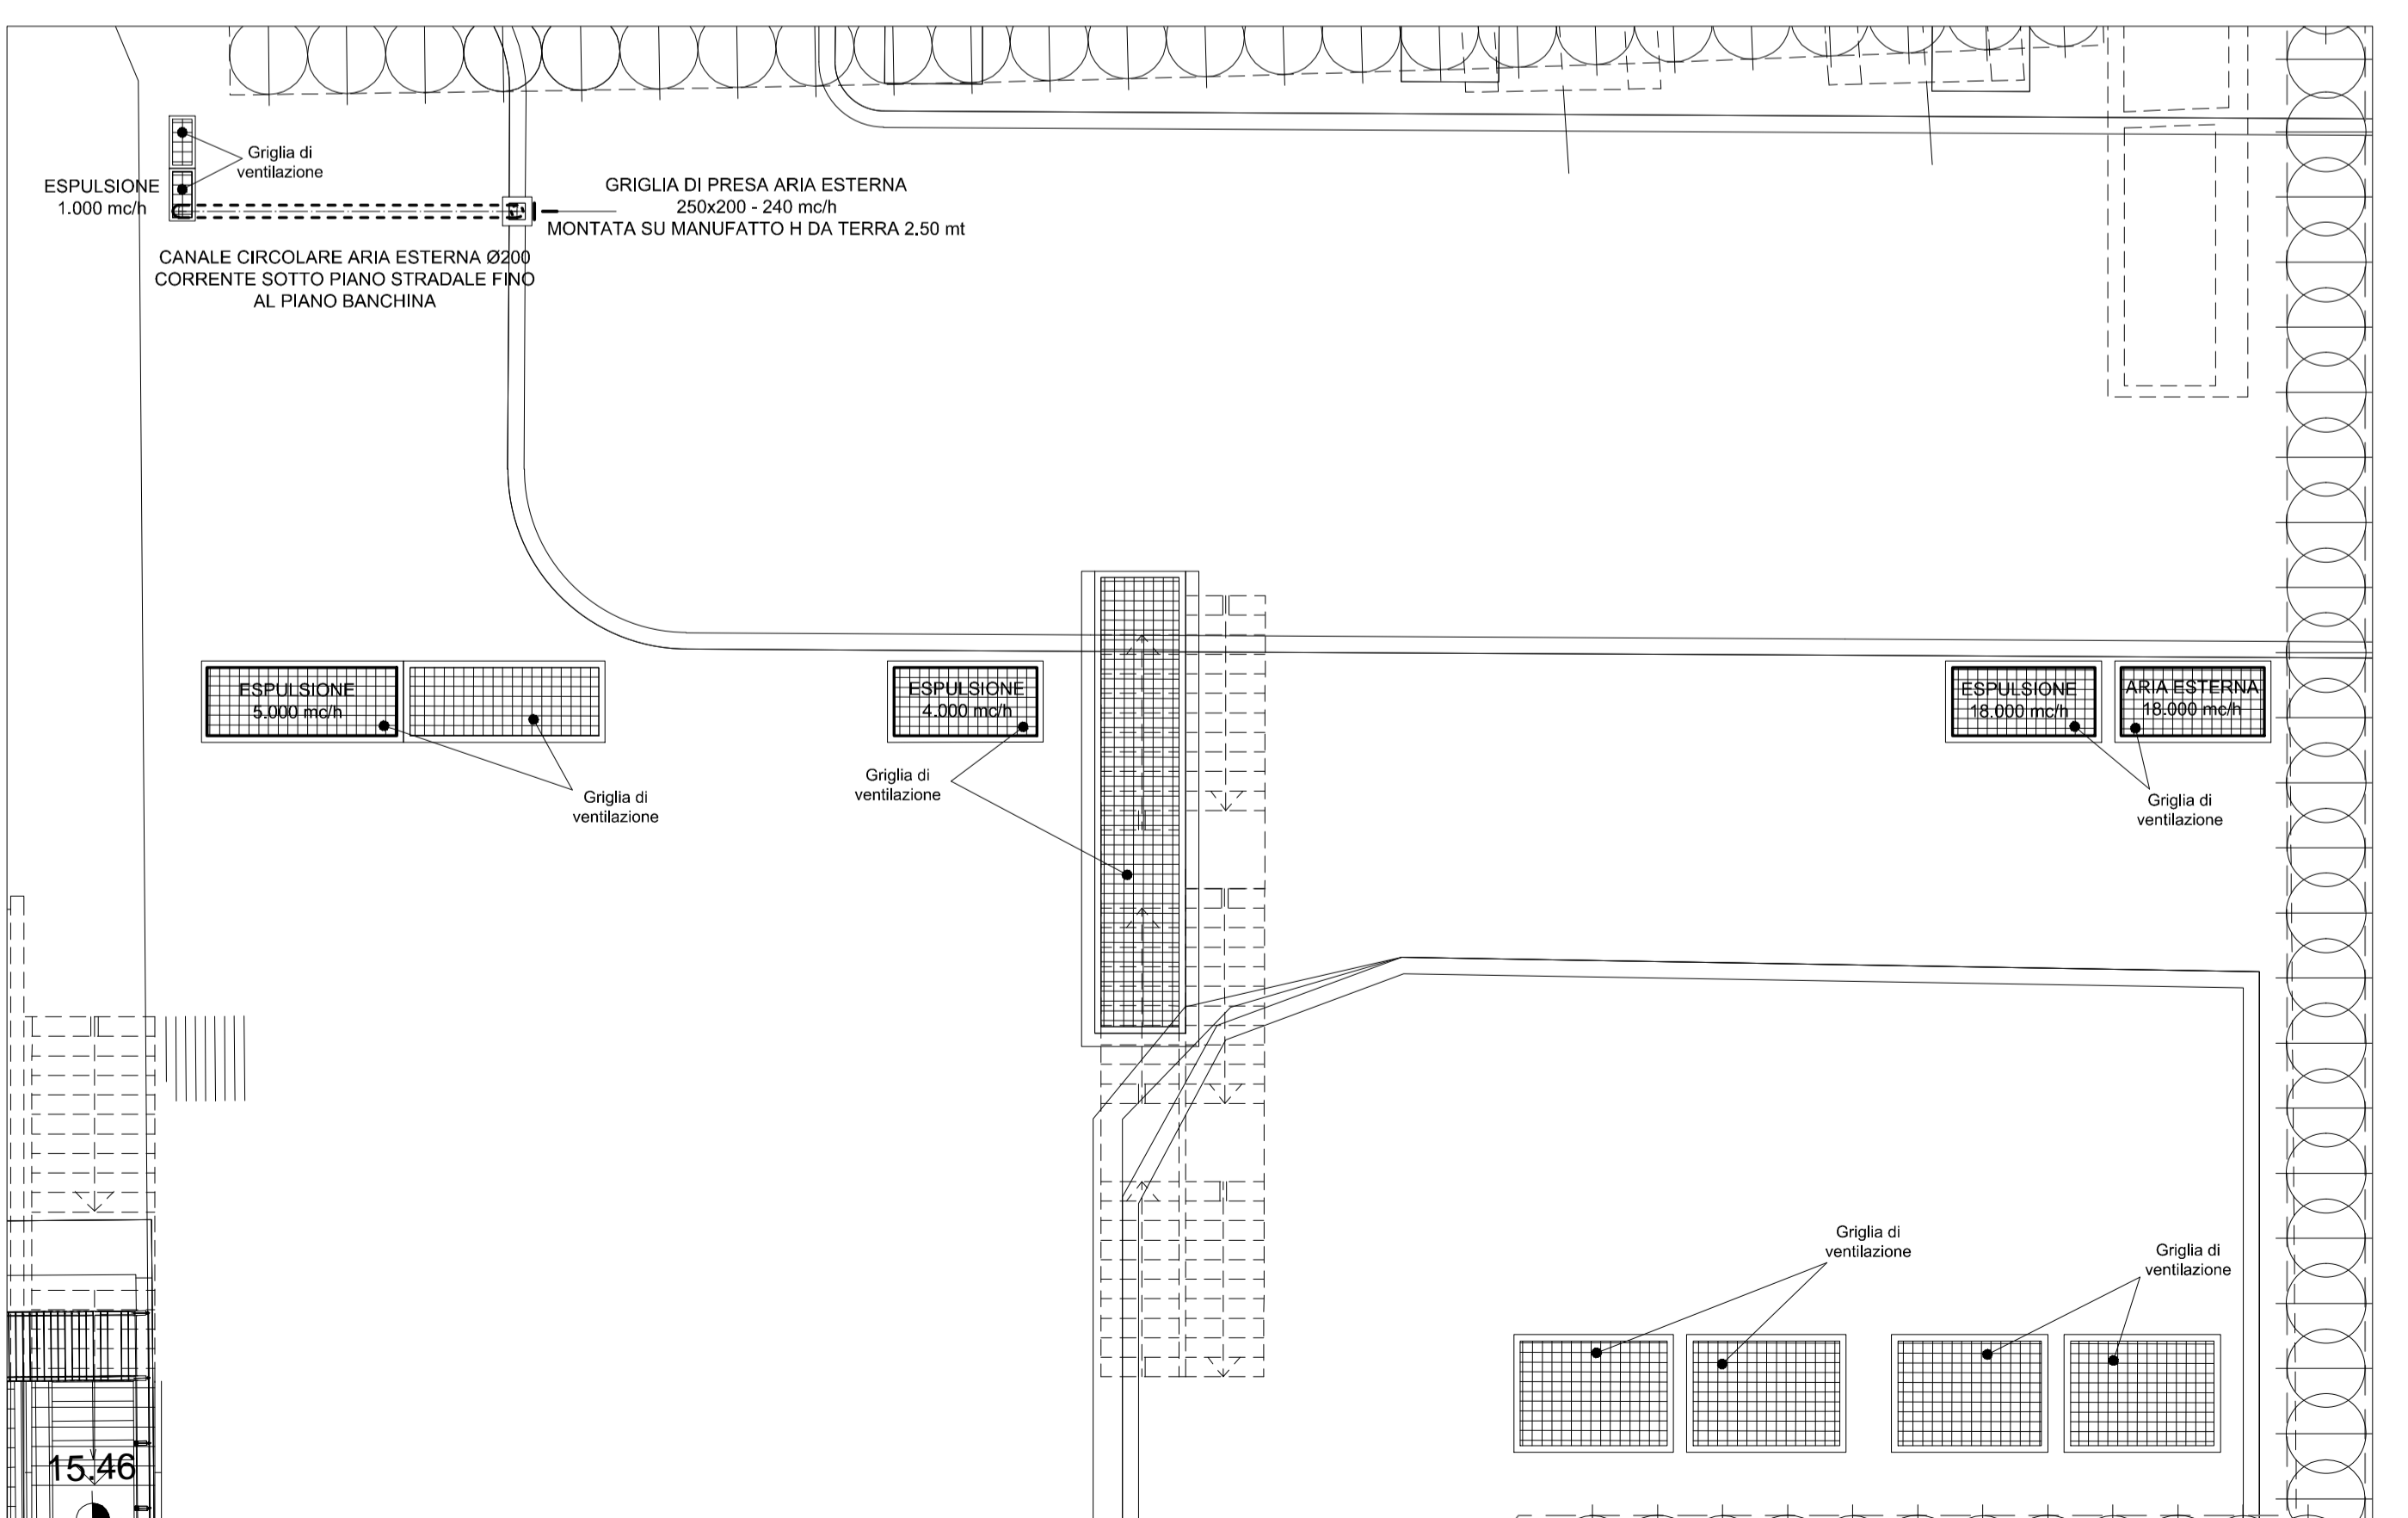 Griglia di
ventilazione
ESPULSIONE
1.000 mc/h
GRIGLIA DI PRESA ARIA ESTERNA
250x200 - 240 mc/h
MONTATA SU MANUFATTO H DA TERRA 2.50 mt
CANALE CIRCOLARE ARIA ESTERNA Ø200
CORRENTE SOTTO PIANO STRADALE FINO
AL PIANO BANCHINA
ESPULSIONE
5.000 mc/h
Griglia di
ventilazione
ESPULSIONE
4.000 mc/h
Griglia di
ventilazione
ESPULSIONE
18.000 mc/h
ARIA ESTERNA
18.000 mc/h
Griglia di
ventilazione
Griglia di
ventilazione
Griglia di
ventilazione
15.46